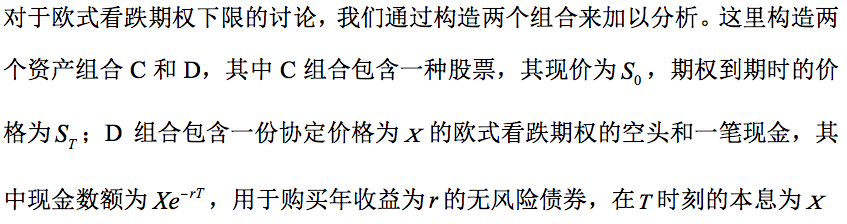 对于欧式看跌期权下限的讨论，我们通过构造两个组合来加以分析。这里构造两
个资产组合 C 和 D，其中 C 组合包含一种股票，其现价为 S₀，期权到期时的价
格为 S_T；D 组合包含一份协定价格为 X 的欧式看跌期权的空头和一笔现金，其
中现金数额为 Xe^{-rT}，用于购买年收益为 r 的无风险债券，在 T 时刻的本息为 X